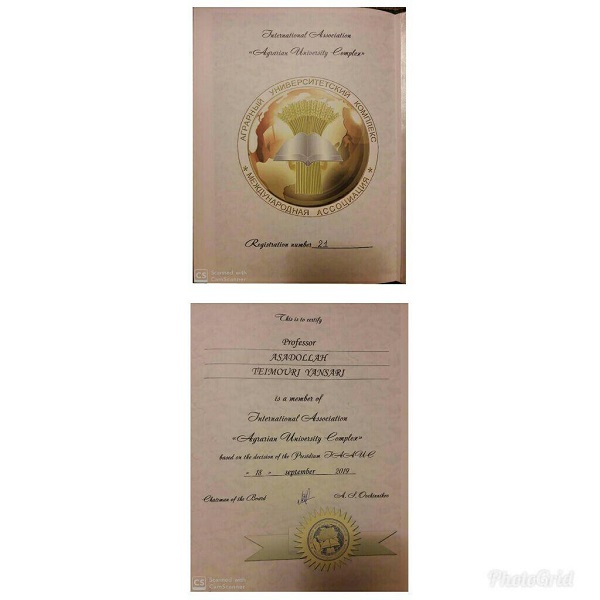 International Association
«Agrarian University Complex»
АГРАРНЫЙ УНИВЕРСИТЕТСКИЙ КОМПЛЕКС
* МЕЖДУНАРОДНАЯ АССОЦИАЦИЯ *
Registration number 21
CS Scanned with
CamScanner
This is to certify
Professor
ASADOLLAH
TEIMOURI YANSARI
is a member of
International Association
«Agrarian University Complex»
based on the decision of the Presidium IAAUC
« 18 » september 2019
Chairman of the Board
CS Scanned with
CamScanner
PhotoGrid